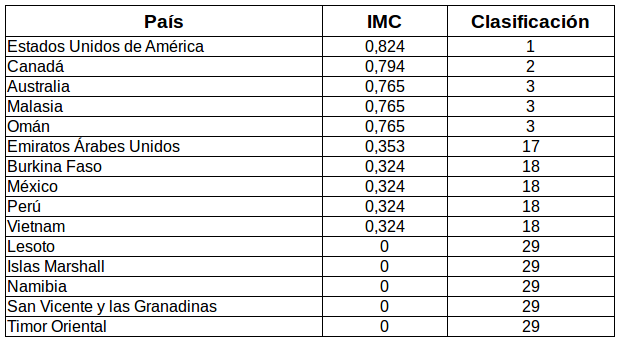 País IMC Clasificación
Estados Unidos de América 0,824 1
Canadá 0,794 2
Australia 0,765 3
Malasia 0,765 3
Omán 0,765 3
Emiratos Árabes Unidos 0,353 17
Burkina Faso 0,324 18
México 0,324 18
Perú 0,324 18
Vietnam 0,324 18
Lesoto 0 29
Islas Marshall 0 29
Namibia 0 29
San Vicente y las Granadinas 0 29
Timor Oriental 0 29